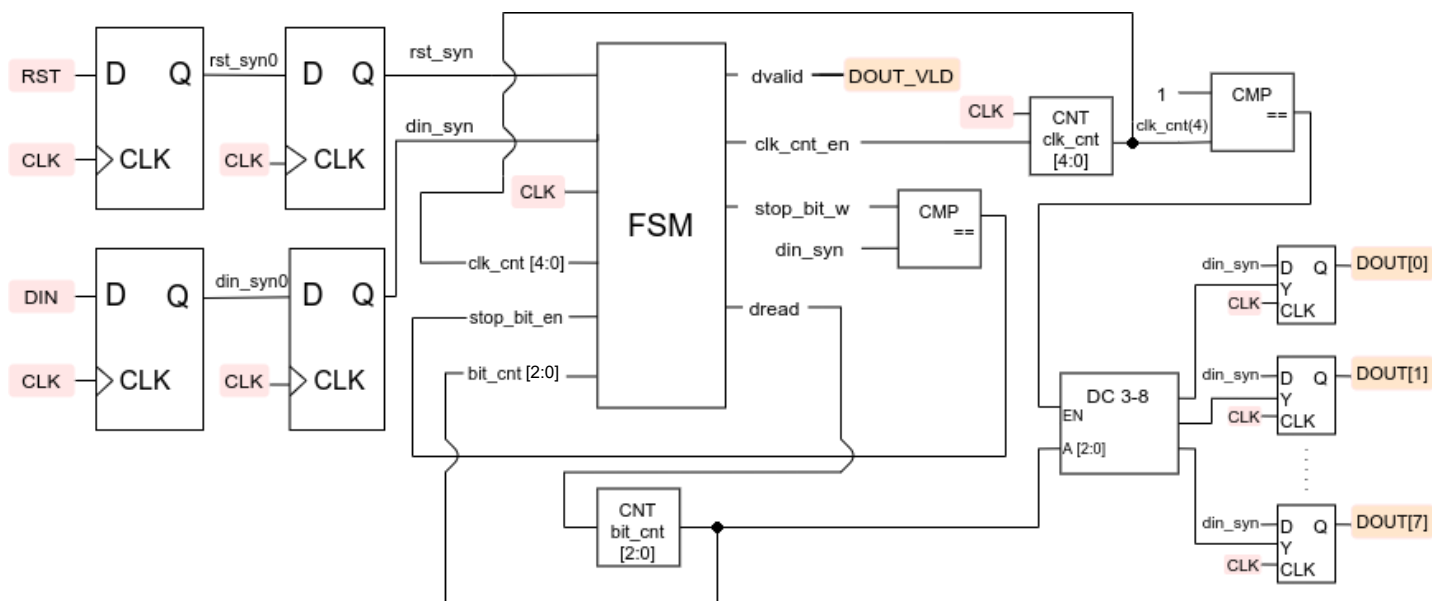 RST
D
Q
CLK
CLK
rst_syn0
D
Q
CLK
CLK
rst_syn
din_syn
DIN
D
Q
CLK
CLK
din_syn0
D
Q
CLK
CLK
CLK
clk_cnt [4:0]
stop_bit_en
bit_cnt [2:0]
FSM
dvalid
DOUT_VLD
clk_cnt_en
stop_bit_w
din_syn
dread
CMP
==
CLK
CNT
clk_cnt
[4:0]
1
clk_cnt(4)
CMP
==
CNT
bit_cnt
[2:0]
DC 3-8
EN
A [2:0]
din_syn
D
Q
Y
CLK
CLK
DOUT[0]
din_syn
D
Q
Y
CLK
CLK
DOUT[1]
din_syn
D
Q
Y
CLK
CLK
DOUT[7]